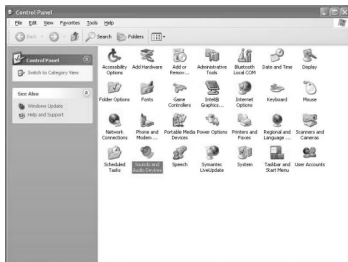 Control Panel
File Edit View Favorites Tools Help
Back Search Folders
Control Panel
Switch to Category View
See Also
Windows Update
Help and Support
Accessibility Options
Add Hardware
Add or Remov...
Administrative Tools
Bluetooth Local COM
Date and Time
Display
Folder Options
Fonts
Game Controllers
Intel® Graphics...
Internet Options
Keyboard
Mouse
Network Connections
Phone and Modem ...
Portable Media Devices
Power Options
Printers and Faxes
Regional and Language ...
Scanners and Cameras
Scheduled Tasks
Sounds and Audio Devices
Speech
Symantec LiveUpdate
System
Taskbar and Start Menu
User Accounts